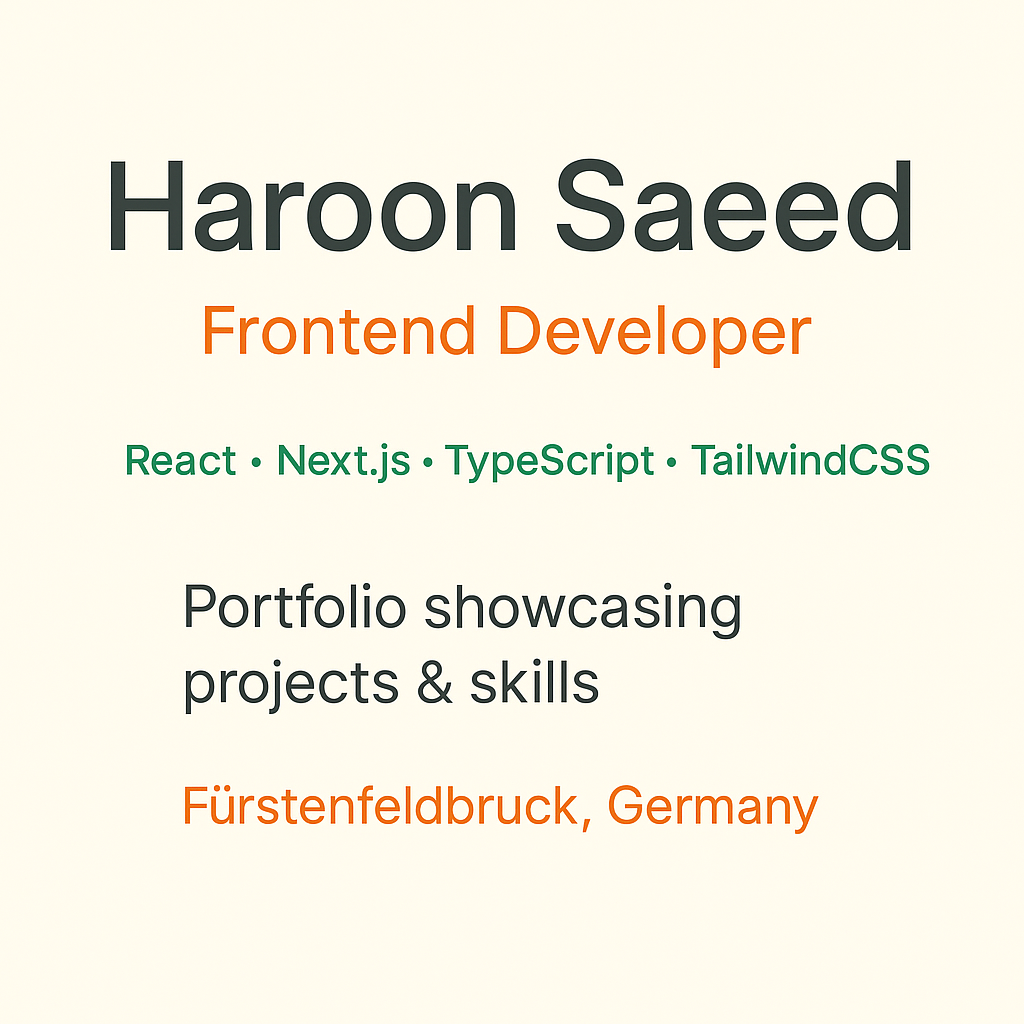 Haroon Saeed
Frontend Developer
React • Next.js • TypeScript • TailwindCSS
Portfolio showcasing
projects & skills
Fürstenfeldbruck, Germany